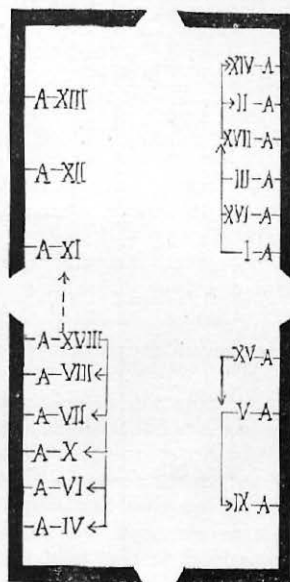 A-XIII
A-XII
A-XI
A-XVIII
A-VIII
A-VII
A-X
A-VI
A-IV
XIV-A
II-A
XVII-A
III-A
XVI-A
I-A
XV-A
V-A
IX-A